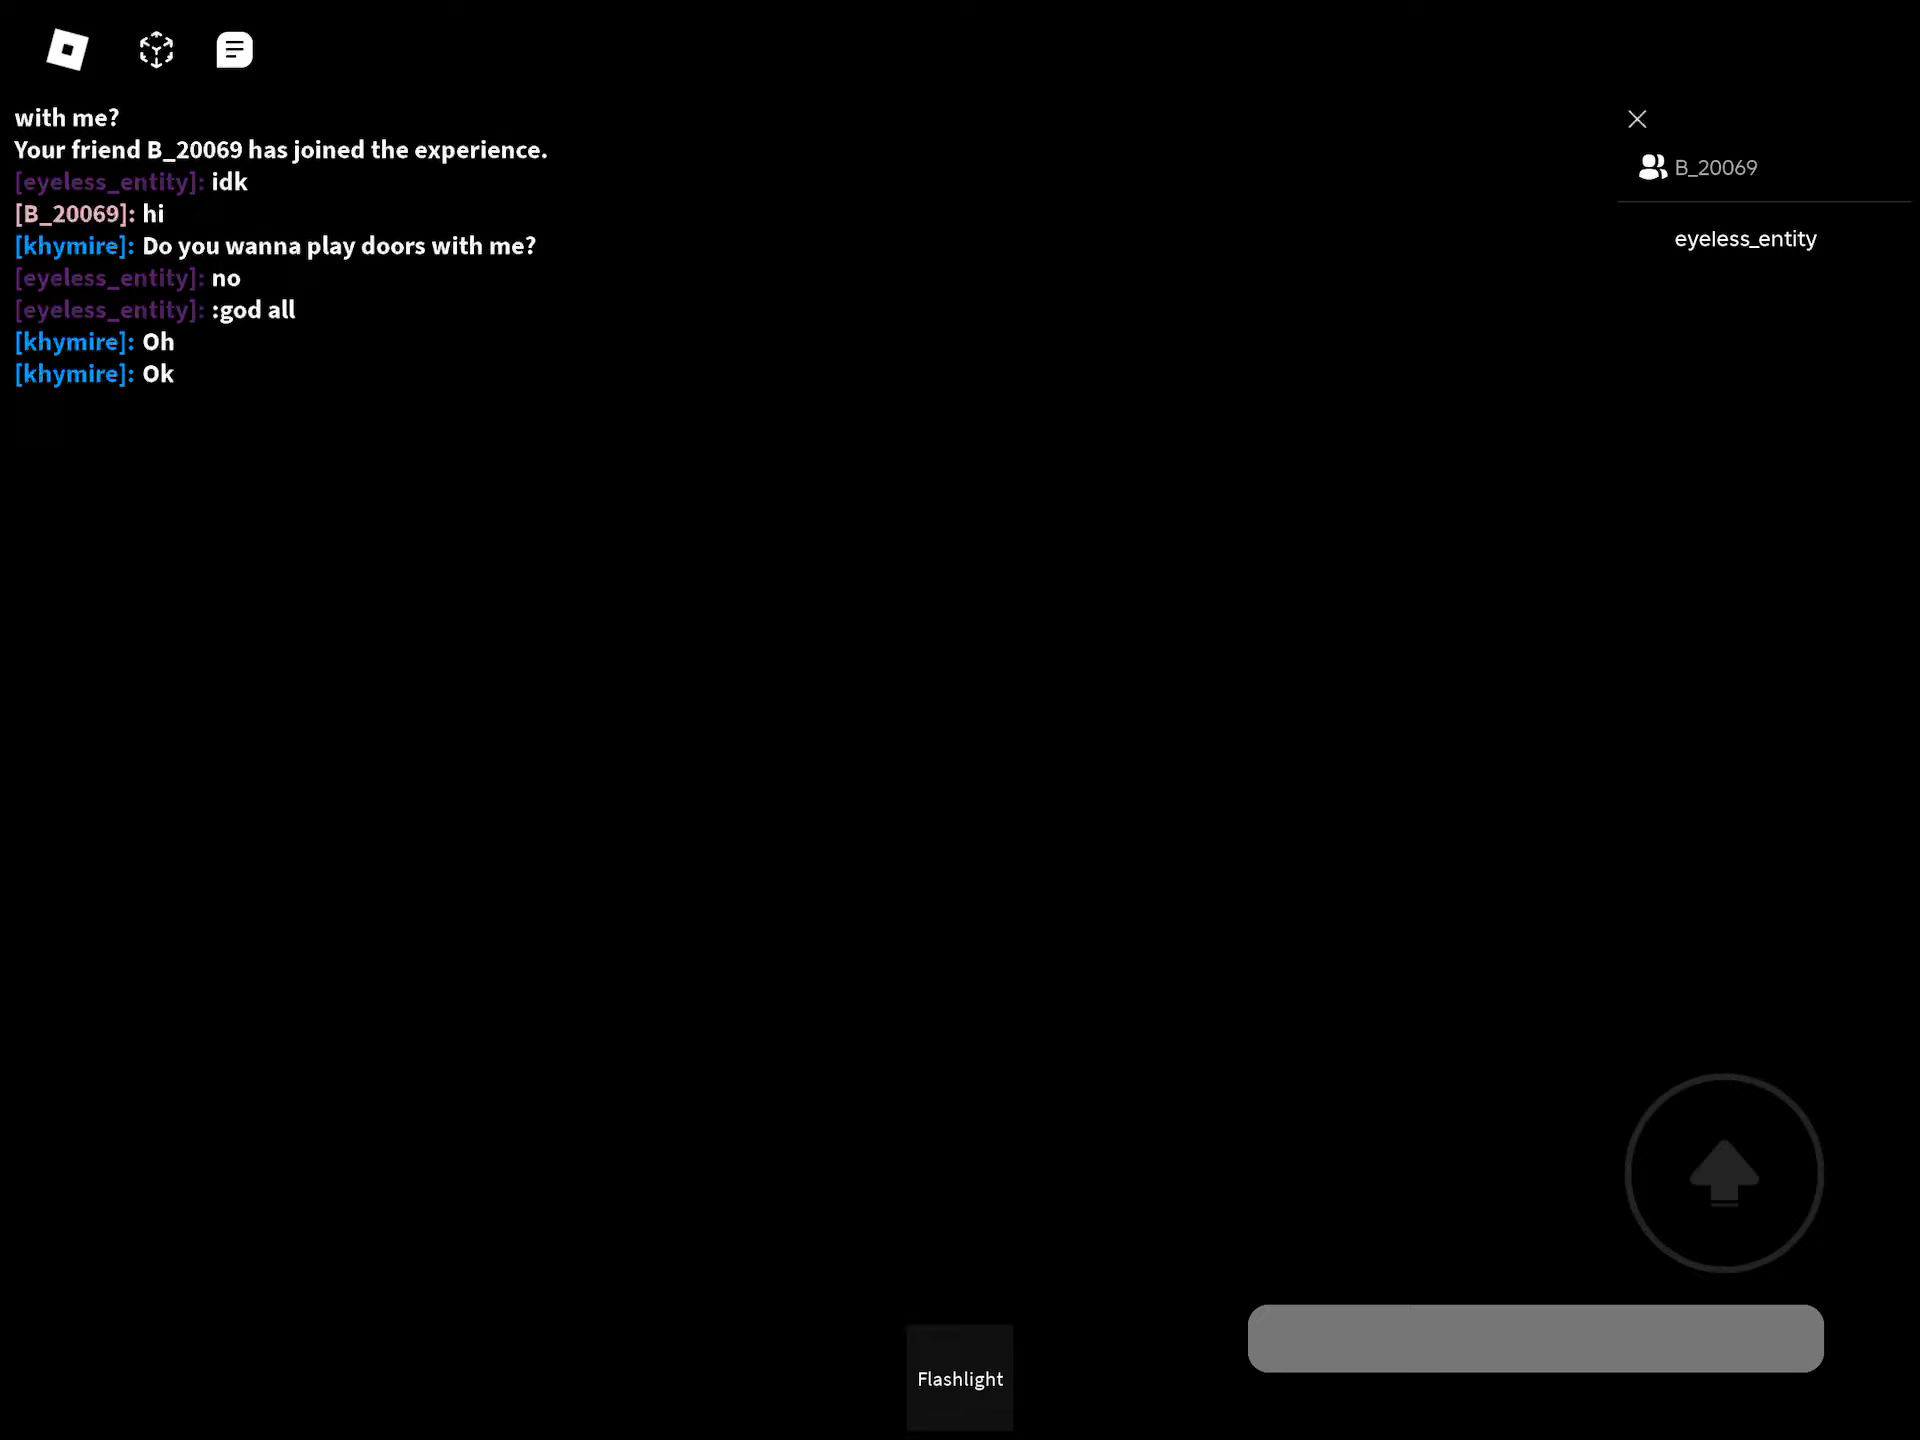 with me?
Your friend B_20069 has joined the experience.
[eyeless_entity]: idk
[B_20069]: hi
[khymire]: Do you wanna play doors with me?
[eyeless_entity]: no
[eyeless_entity]: :god all
[khymire]: Oh
[khymire]: Ok
B_20069
eyeless_entity
Flashlight